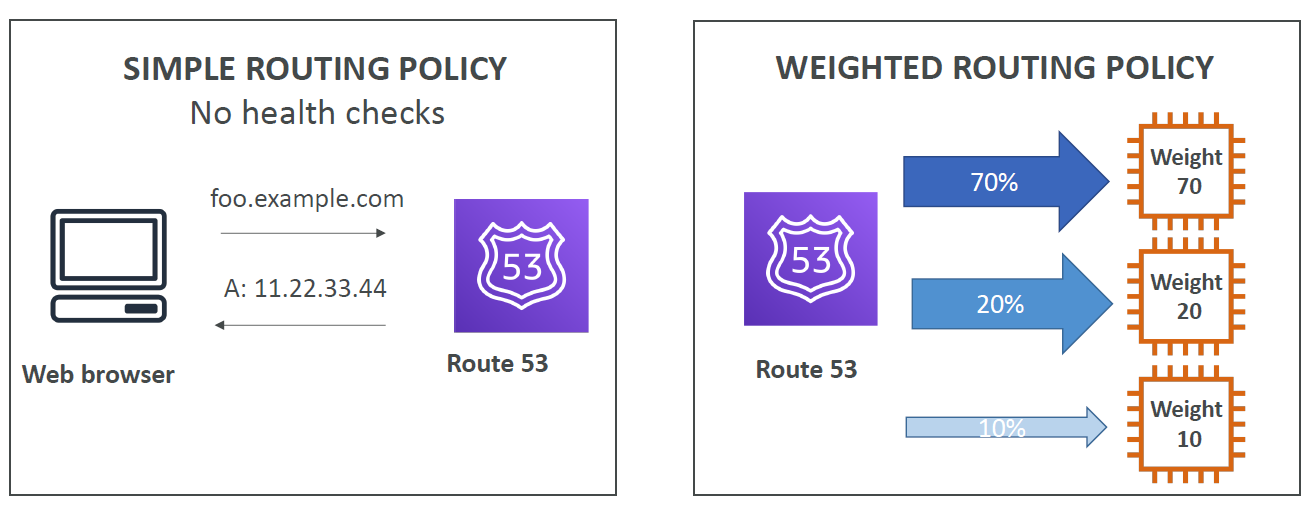 SIMPLE ROUTING POLICY
No health checks
foo.example.com
A: 11.22.33.44
53
Web browser
Route 53
WEIGHTED ROUTING POLICY
53
Route 53
70%
Weight
70
20%
Weight
20
10%
Weight
10